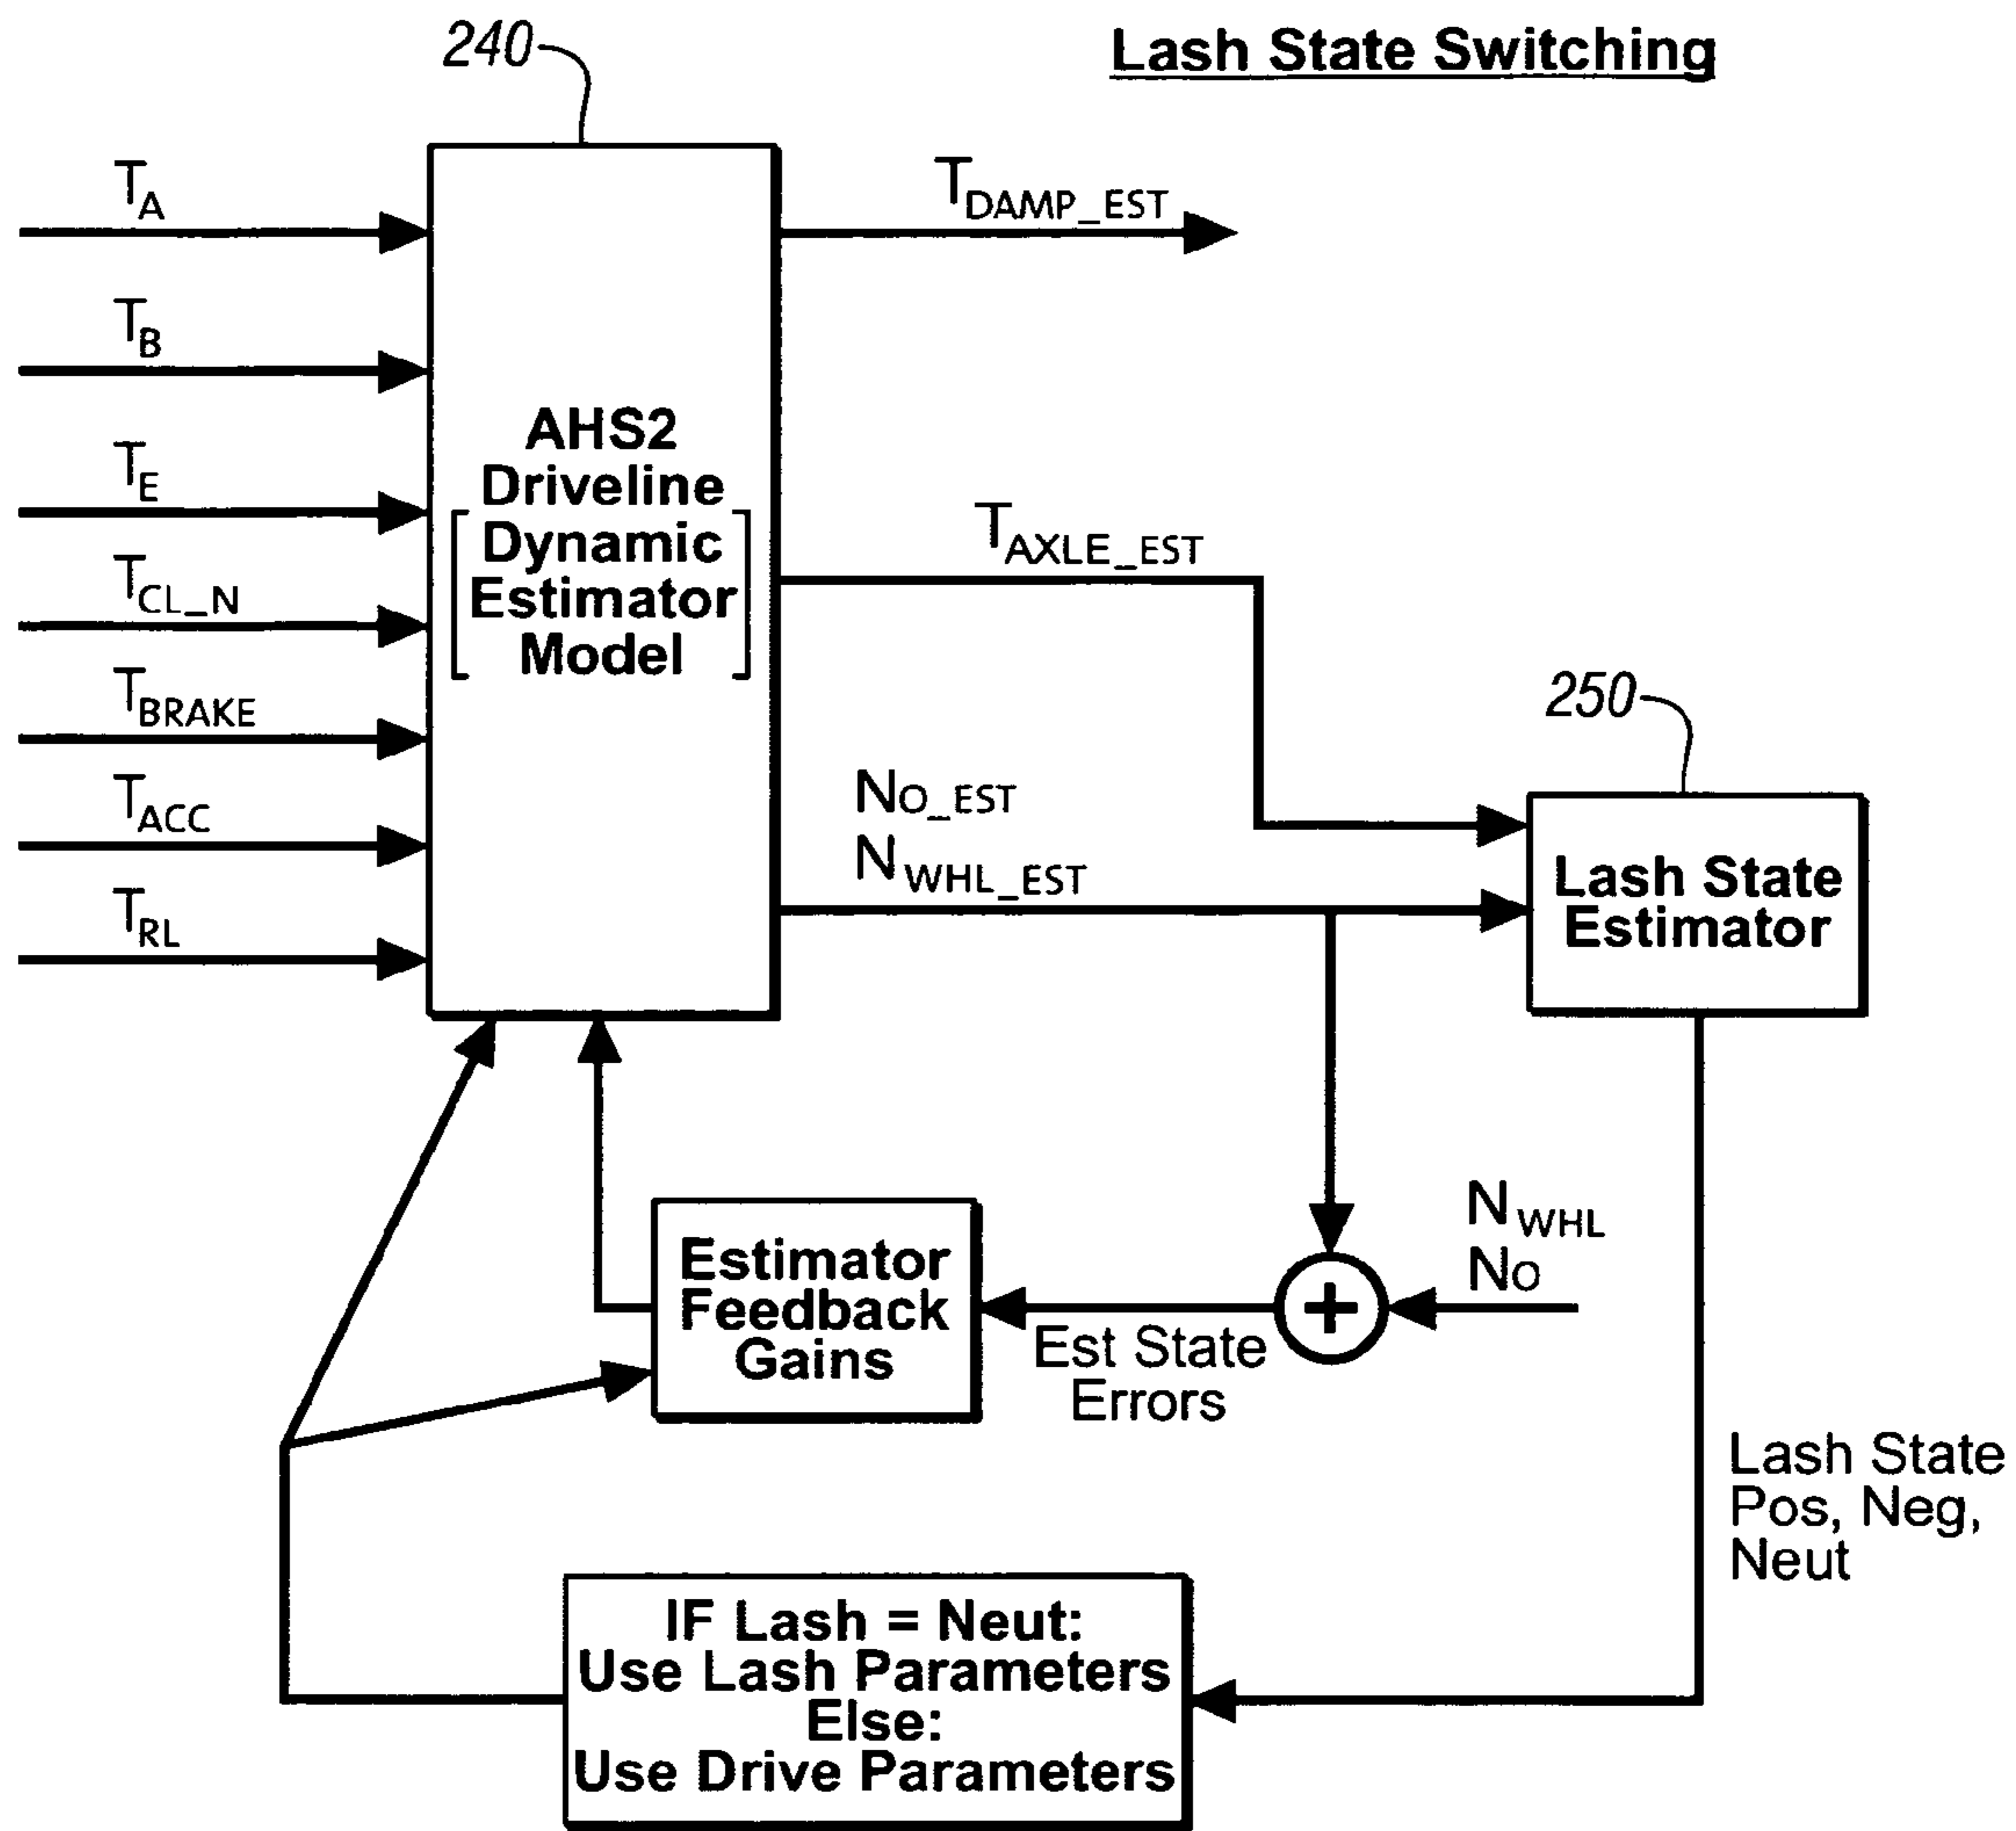 240
Lash State Switching
TA
TB
TE
TCL_N
TBRAKE
TACC
TRL
AHS2
Driveline
Dynamic
Estimator
Model
TDAMP_EST
TAXLE_EST
NO_EST
NWHL_EST
250
Lash State
Estimator
Estimator
Feedback
Gains
Est State
Errors
+
NWHL
NO
Lash State
Pos, Neg,
Neut
IF Lash = Neut:
Use Lash Parameters
Else:
Use Drive Parameters